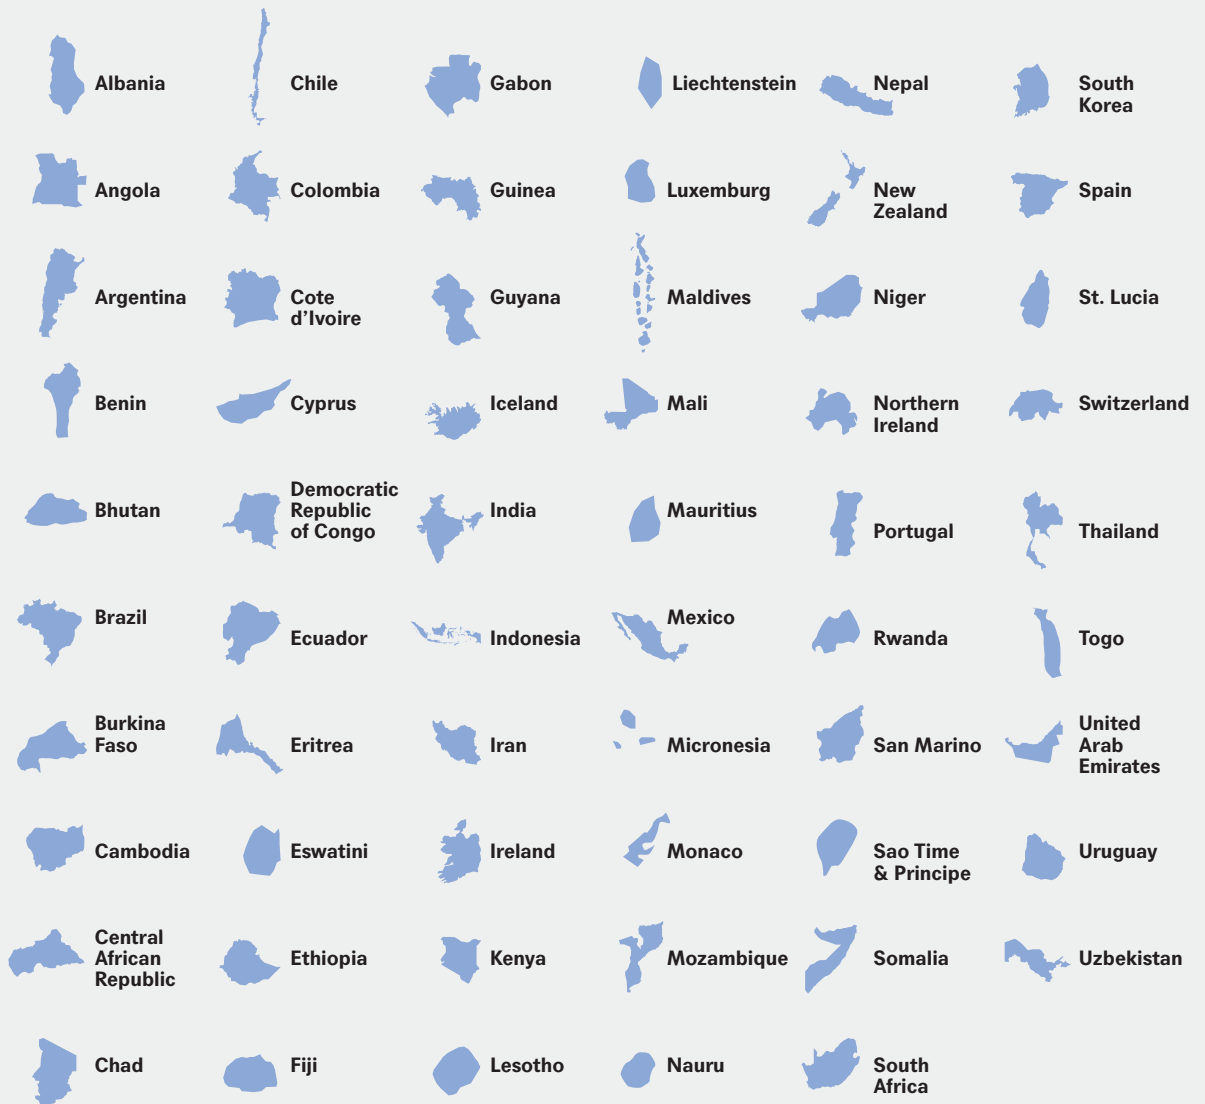 Albania
Angola
Argentina
Benin
Bhutan
Brazil
Burkina
Faso
Cambodia
Central
African
Republic
Chad
Chile
Colombia
Cote
d’Ivoire
Cyprus
Democratic
Republic
of Congo
Ecuador
Eritrea
Eswatini
Ethiopia
Fiji
Gabon
Guinea
Guyana
Iceland
India
Indonesia
Iran
Ireland
Kenya
Lesotho
Liechtenstein
Luxemburg
Maldives
Mali
Mauritius
Mexico
Micronesia
Monaco
Mozambique
Nauru
Nepal
New
Zealand
Niger
Northern
Ireland
Portugal
Rwanda
San Marino
Sao Time
& Principe
Somalia
South
Africa
South
Korea
Spain
St. Lucia
Switzerland
Thailand
Togo
United
Arab
Emirates
Uruguay
Uzbekistan